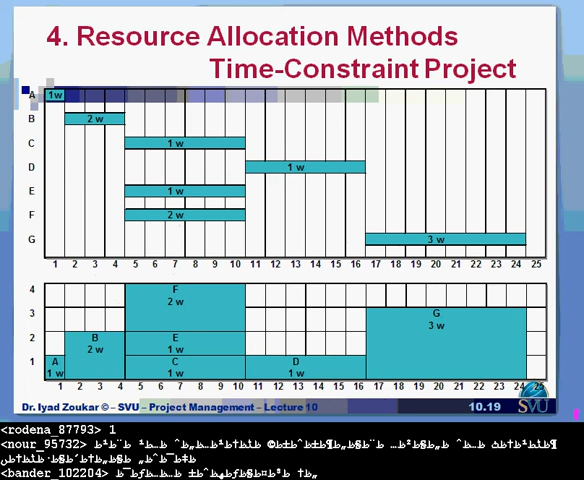 4. Resource Allocation Methods
Time-Constraint Project
A 1w
B 2 w
C 1 w
D 1 w
E 1 w
F 2 w
G 3 w
1 2 3 4 5 6 7 8 9 10 11 12 13 14 15 16 17 18 19 20 21 22 23 24 25
4 F
2 w
3 G
3 w
2 B E
2 w 1 w
1 A C D
1 w 1 w 1 w
1 2 3 4 5 6 7 8 9 10 11 12 13 14 15 16 17 18 19 20 21 22 23 24 25
Dr. Iyad Zoukar © – SVU – Project Management – Lecture 10 10.19 SVU
<rodena_87793> 1
<nour_95732>
<bander_102204>